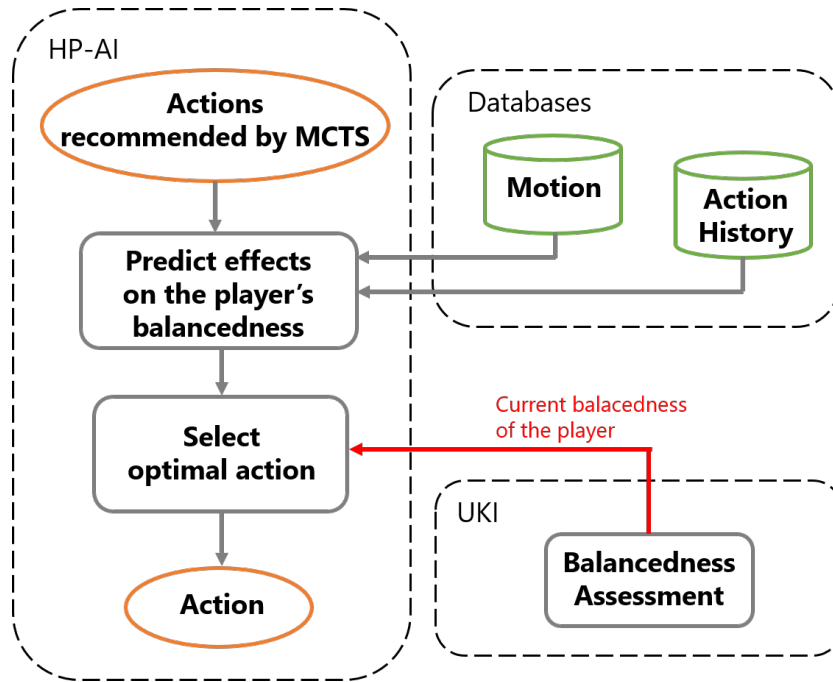 HP-AI
Actions
recommended by MCTS
Predict effects
on the player's
balancedness
Select
optimal action
Action
Databases
Motion
Action
History
Current balacedness
of the player
UKI
Balancedness
Assessment